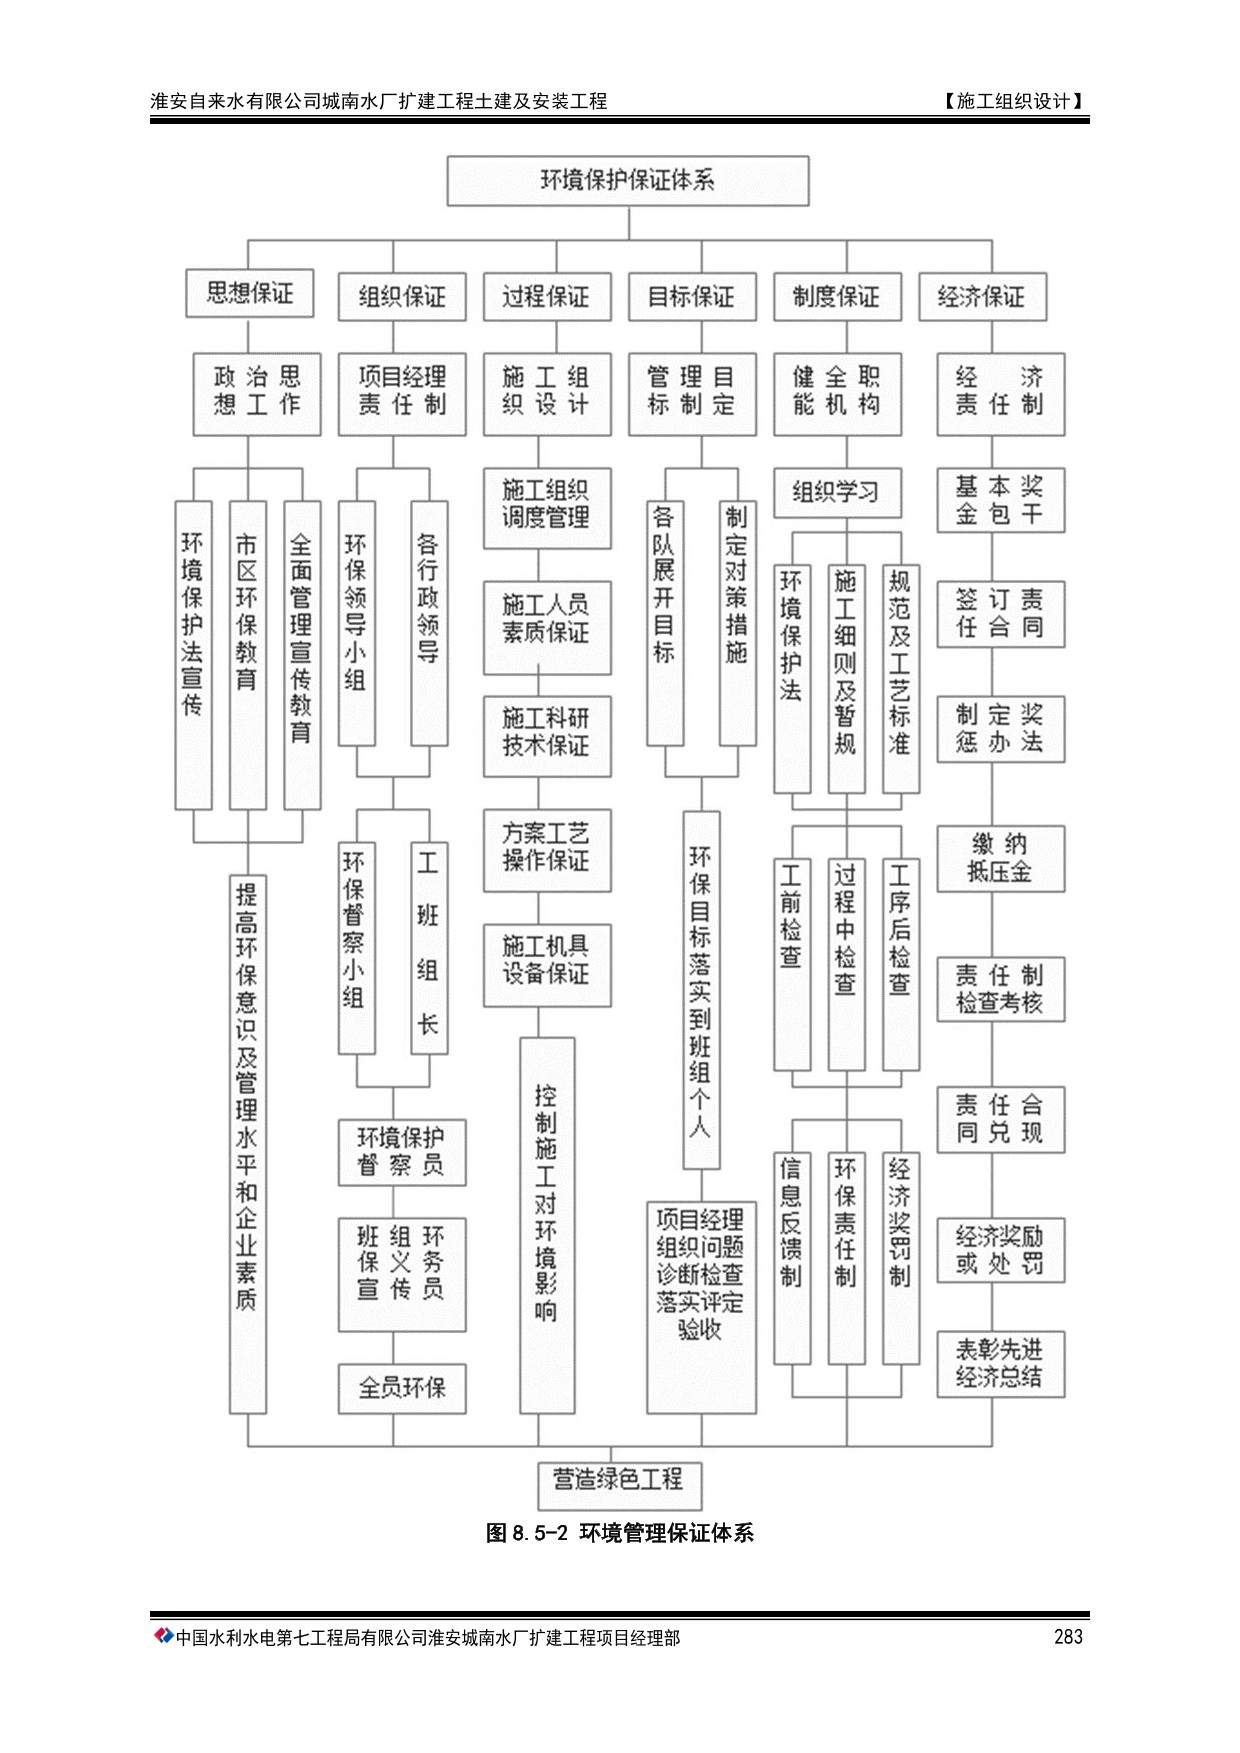 淮安自来水有限公司城南水厂扩建工程土建及安装工程
【施工组织设计】
环境保护保证体系
思想保证
组织保证
过程保证
目标保证
制度保证
经济保证
政治思
想工作
项目经理
责任制
施工组
织设计
管理目
标制定
健全职
能机构
经济
责任制
环境保护法宣传
市区环保教育
全面管理宣传教育
环保领导小组
各行政领导
施工组织
调度管理
各队展开目标
制定对策措施
组织学习
基本奖
金包干
施工人员
素质保证
环境保护法
施工细则及暂规
规范及工艺标准
签订责
任合同
施工科研
技术保证
制定奖
惩办法
方案工艺
操作保证
缴纳
抵压金
提高环保意识及管理水平和企业素质
环保督察小组
工班组长
施工机具
设备保证
环保目标落实到班组个人
工前检查
过程中检查
工序后检查
责任制
检查考核
控制施工对环境影响
环境保护
督察员
责任合
同兑现
班组环
保义务
宣传员
项目经理
组织问题
诊断检查
落实评定
验收
信息反馈制
环保责任制
经济奖罚制
经济奖励
或处罚
全员环保
表彰先进
经济总结
营造绿色工程
图 8.5-2 环境管理保证体系
中国水利水电第七工程局有限公司淮安城南水厂扩建工程项目经理部
283